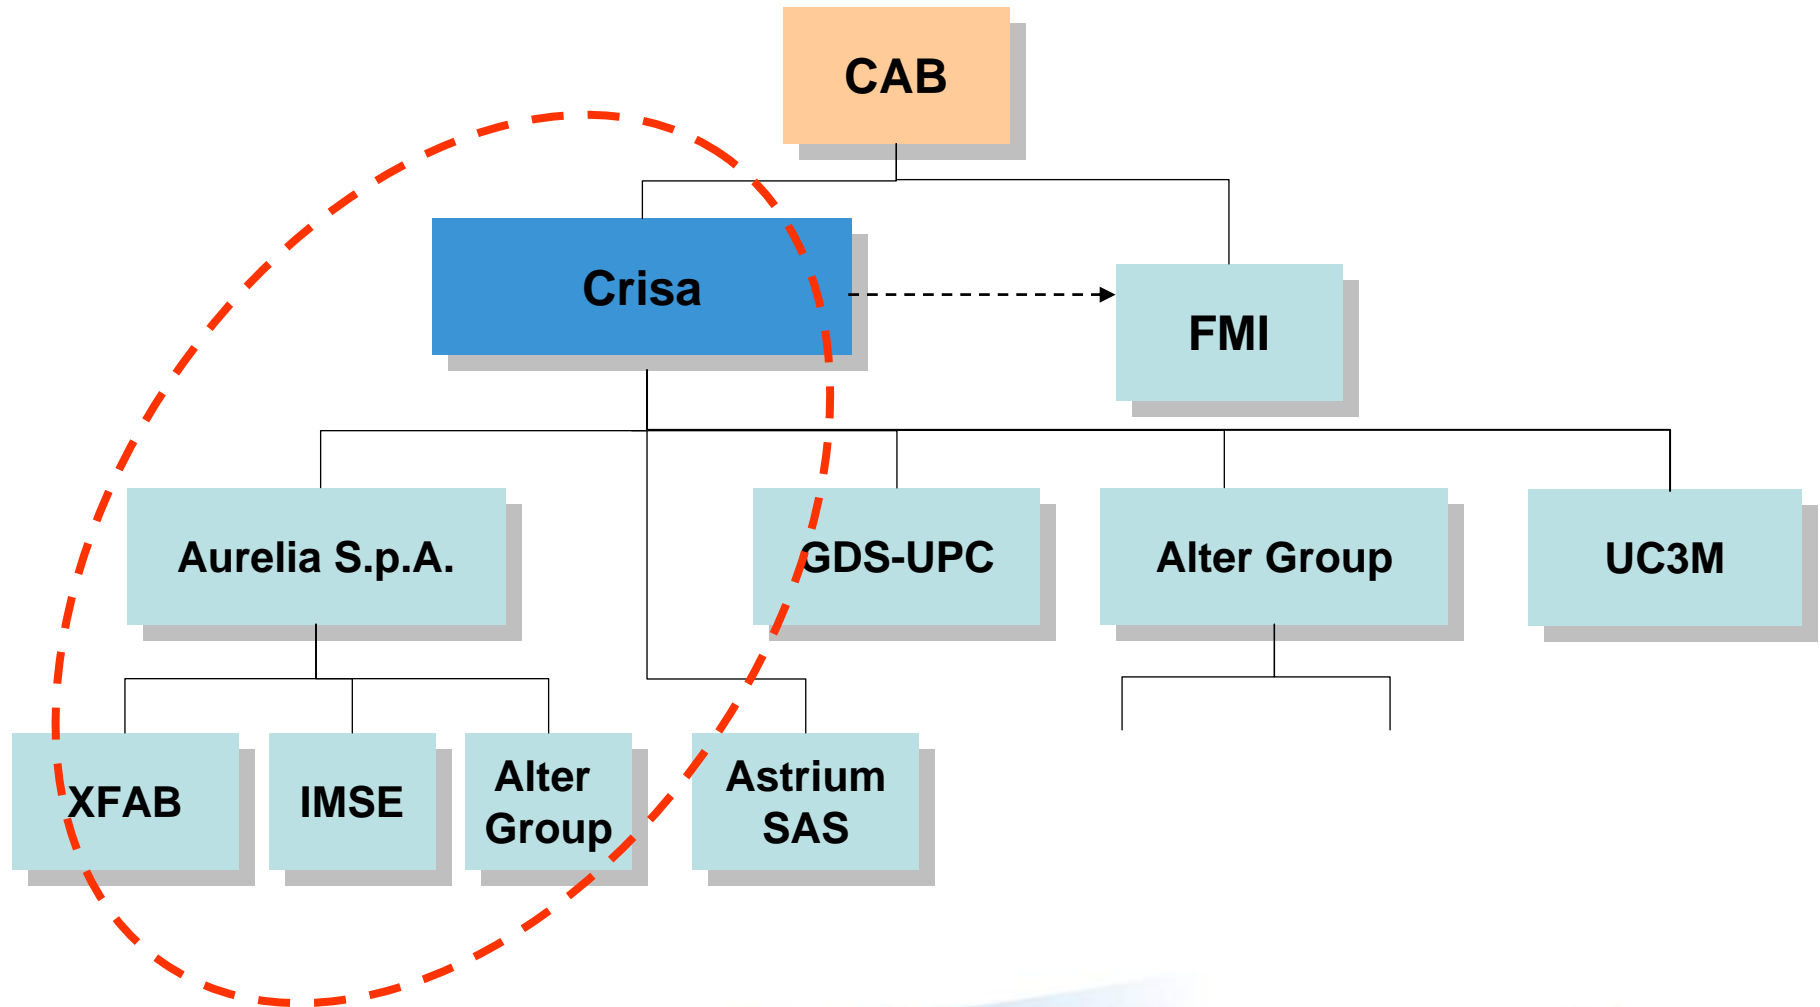 CAB
Crisa
FMI
Aurelia S.p.A.
GDS-UPC
Alter Group
UC3M
XFAB
IMSE
Alter
Group
Astrium
SAS